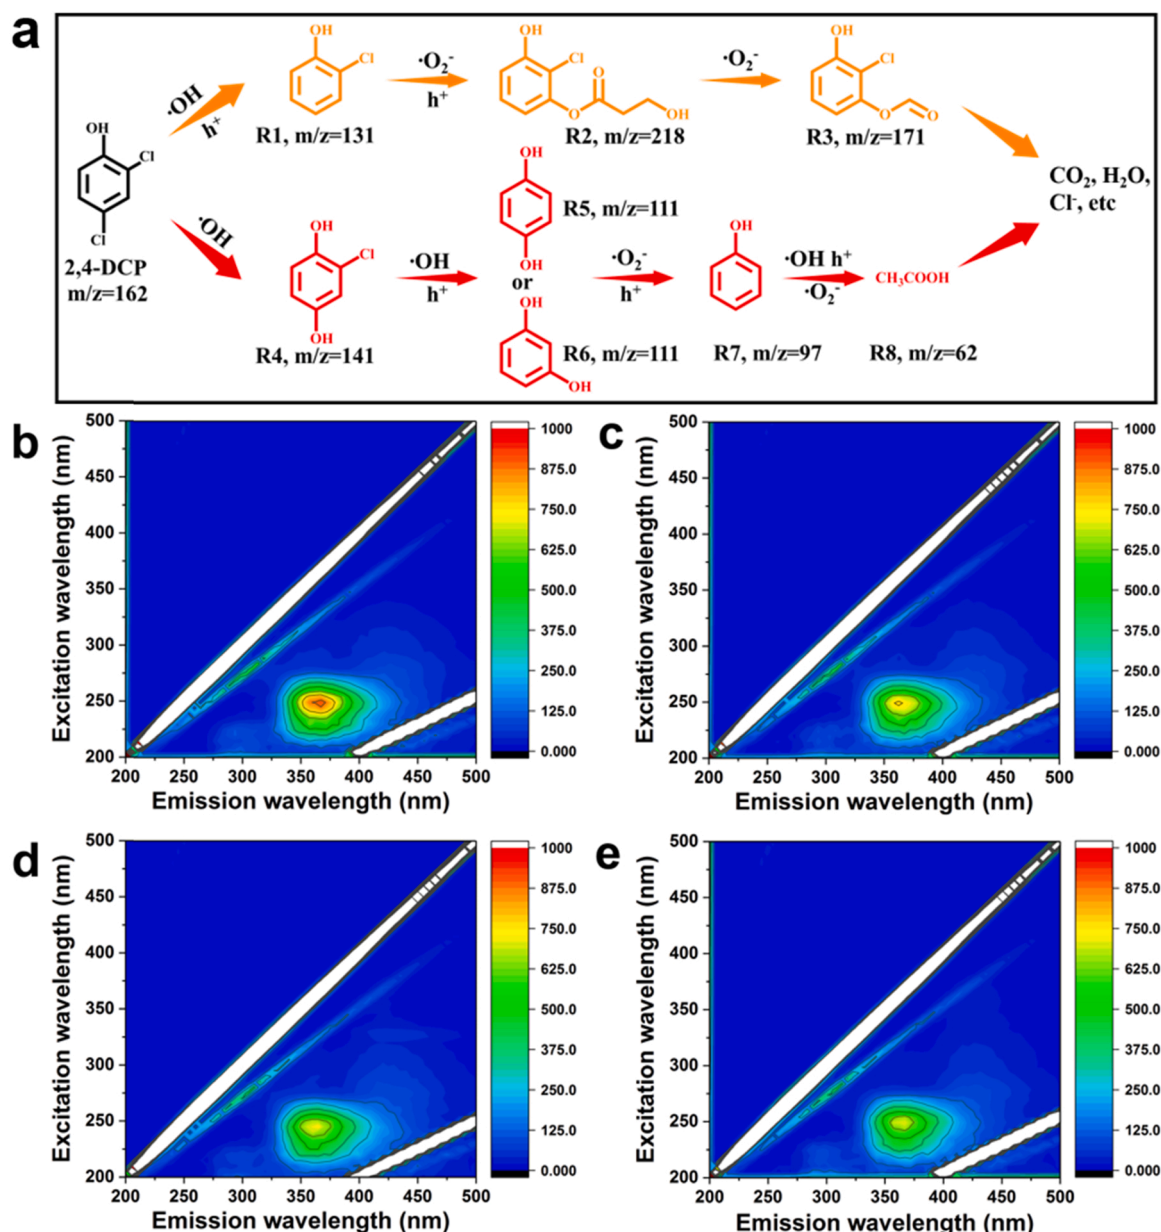 a
OH
Cl
R1, m/z=131
·OH
h⁺
·O₂⁻
h⁺
OH
Cl
O
O
OH
R2, m/z=218
·O₂⁻
OH
Cl
O
O
R3, m/z=171
CO₂, H₂O,
Cl⁻, etc
OH
Cl
Cl
2,4-DCP
m/z=162
·OH
OH
Cl
OH
R4, m/z=141
·OH
h⁺
OH
OH
R5, m/z=111
or
OH
OH
R6, m/z=111
·O₂⁻
h⁺
OH
R7, m/z=97
·OH h⁺
·O₂⁻
CH₃COOH
R8, m/z=62
b
Excitation wavelength (nm)
500
450
400
350
300
250
200
200 250 300 350 400 450 500
Emission wavelength (nm)
1000
875.0
750.0
625.0
500.0
375.0
250.0
125.0
0.000
c
Excitation wavelength (nm)
500
450
400
350
300
250
200
200 250 300 350 400 450 500
Emission wavelength (nm)
1000
875.0
750.0
625.0
500.0
375.0
250.0
125.0
0.000
d
Excitation wavelength (nm)
500
450
400
350
300
250
200
200 250 300 350 400 450 500
Emission wavelength (nm)
1000
875.0
750.0
625.0
500.0
375.0
250.0
125.0
0.000
e
Excitation wavelength (nm)
500
450
400
350
300
250
200
200 250 300 350 400 450 500
Emission wavelength (nm)
1000
875.0
750.0
625.0
500.0
375.0
250.0
125.0
0.000